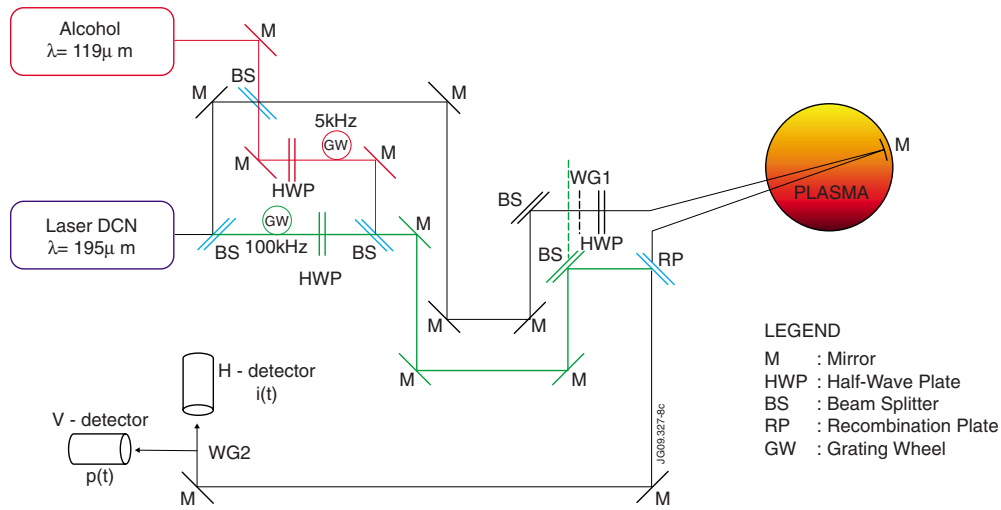 Alcohol
λ= 119μ m
M
BS
M
M
5kHz
GW
M
M
HWP
Laser DCN
λ= 195μ m
BS
GW
100kHz
HWP
BS
M
M
PLASMA
WG1
BS
HWP
BS
RP
M
M
M
M
LEGEND
M : Mirror
HWP : Half-Wave Plate
BS : Beam Splitter
RP : Recombination Plate
GW : Grating Wheel
H - detector
i(t)
V - detector
p(t)
WG2
JG09.327-8c
M
M